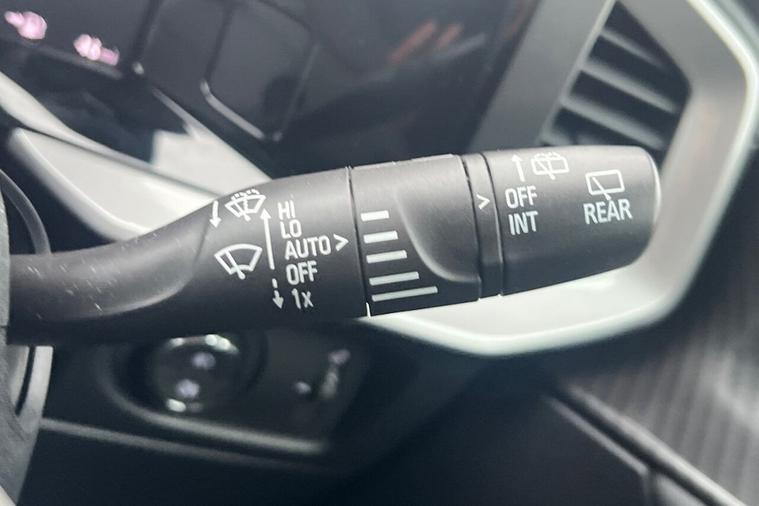 HI
LO
AUTO >
OFF
1x
>
OFF
INT
REAR